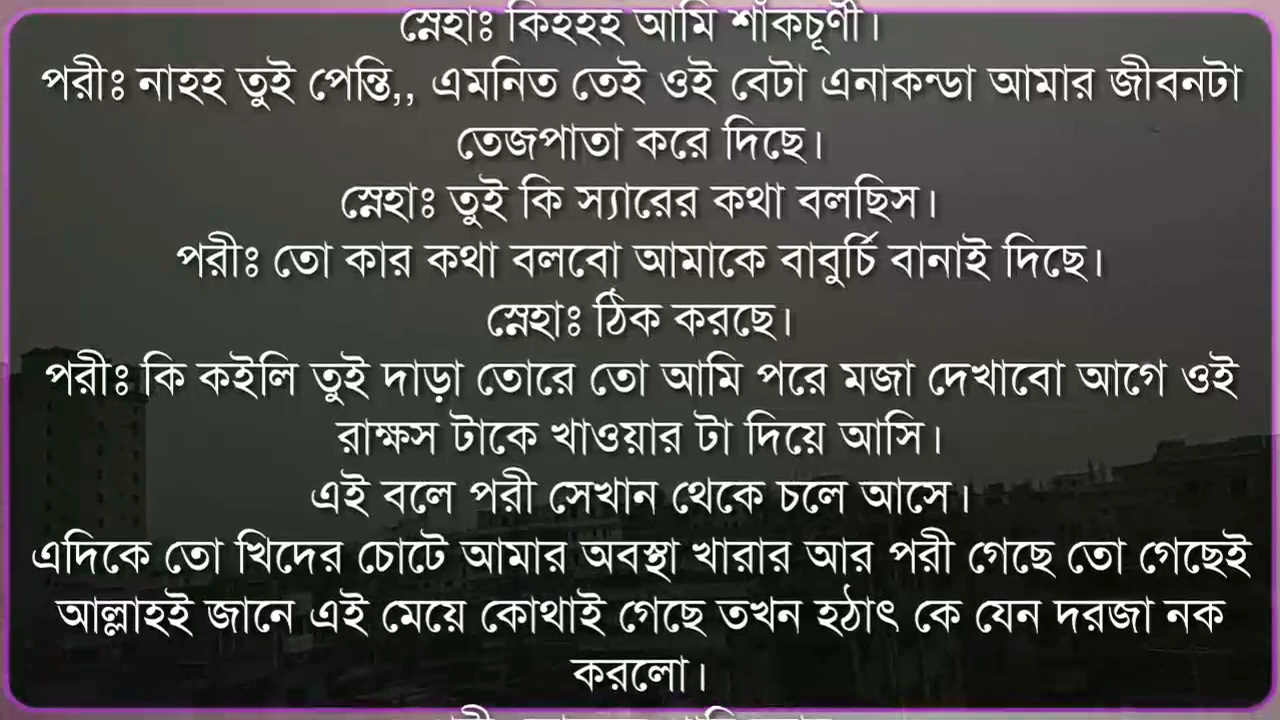 স্নেহাঃ কিহহহ আমি শাঁকচূণী।
পরীঃ নাহহ তুই পেন্তি,, এমনিত তেই ওই বেটা এনাকন্ডা আমার জীবনটা
তেজপাতা করে দিছে।
স্নেহাঃ তুই কি স্যারের কথা বলছিস।
পরীঃ তো কার কথা বলবো আমাকে বাবুর্চি বানাই দিছে।
স্নেহাঃ ঠিক করছে।
পরীঃ কি কইলি তুই দাড়া তোরে তো আমি পরে মজা দেখাবো আগে ওই
রাক্ষস টাকে খাওয়ার টা দিয়ে আসি।
এই বলে পরী সেখান থেকে চলে আসে।
এদিকে তো খিদের চোটে আমার অবস্থা খারার আর পরী গেছে তো গেছেই
আল্লাহই জানে এই মেয়ে কোথাই গেছে তখন হঠাৎ কে যেন দরজা নক
করলো।